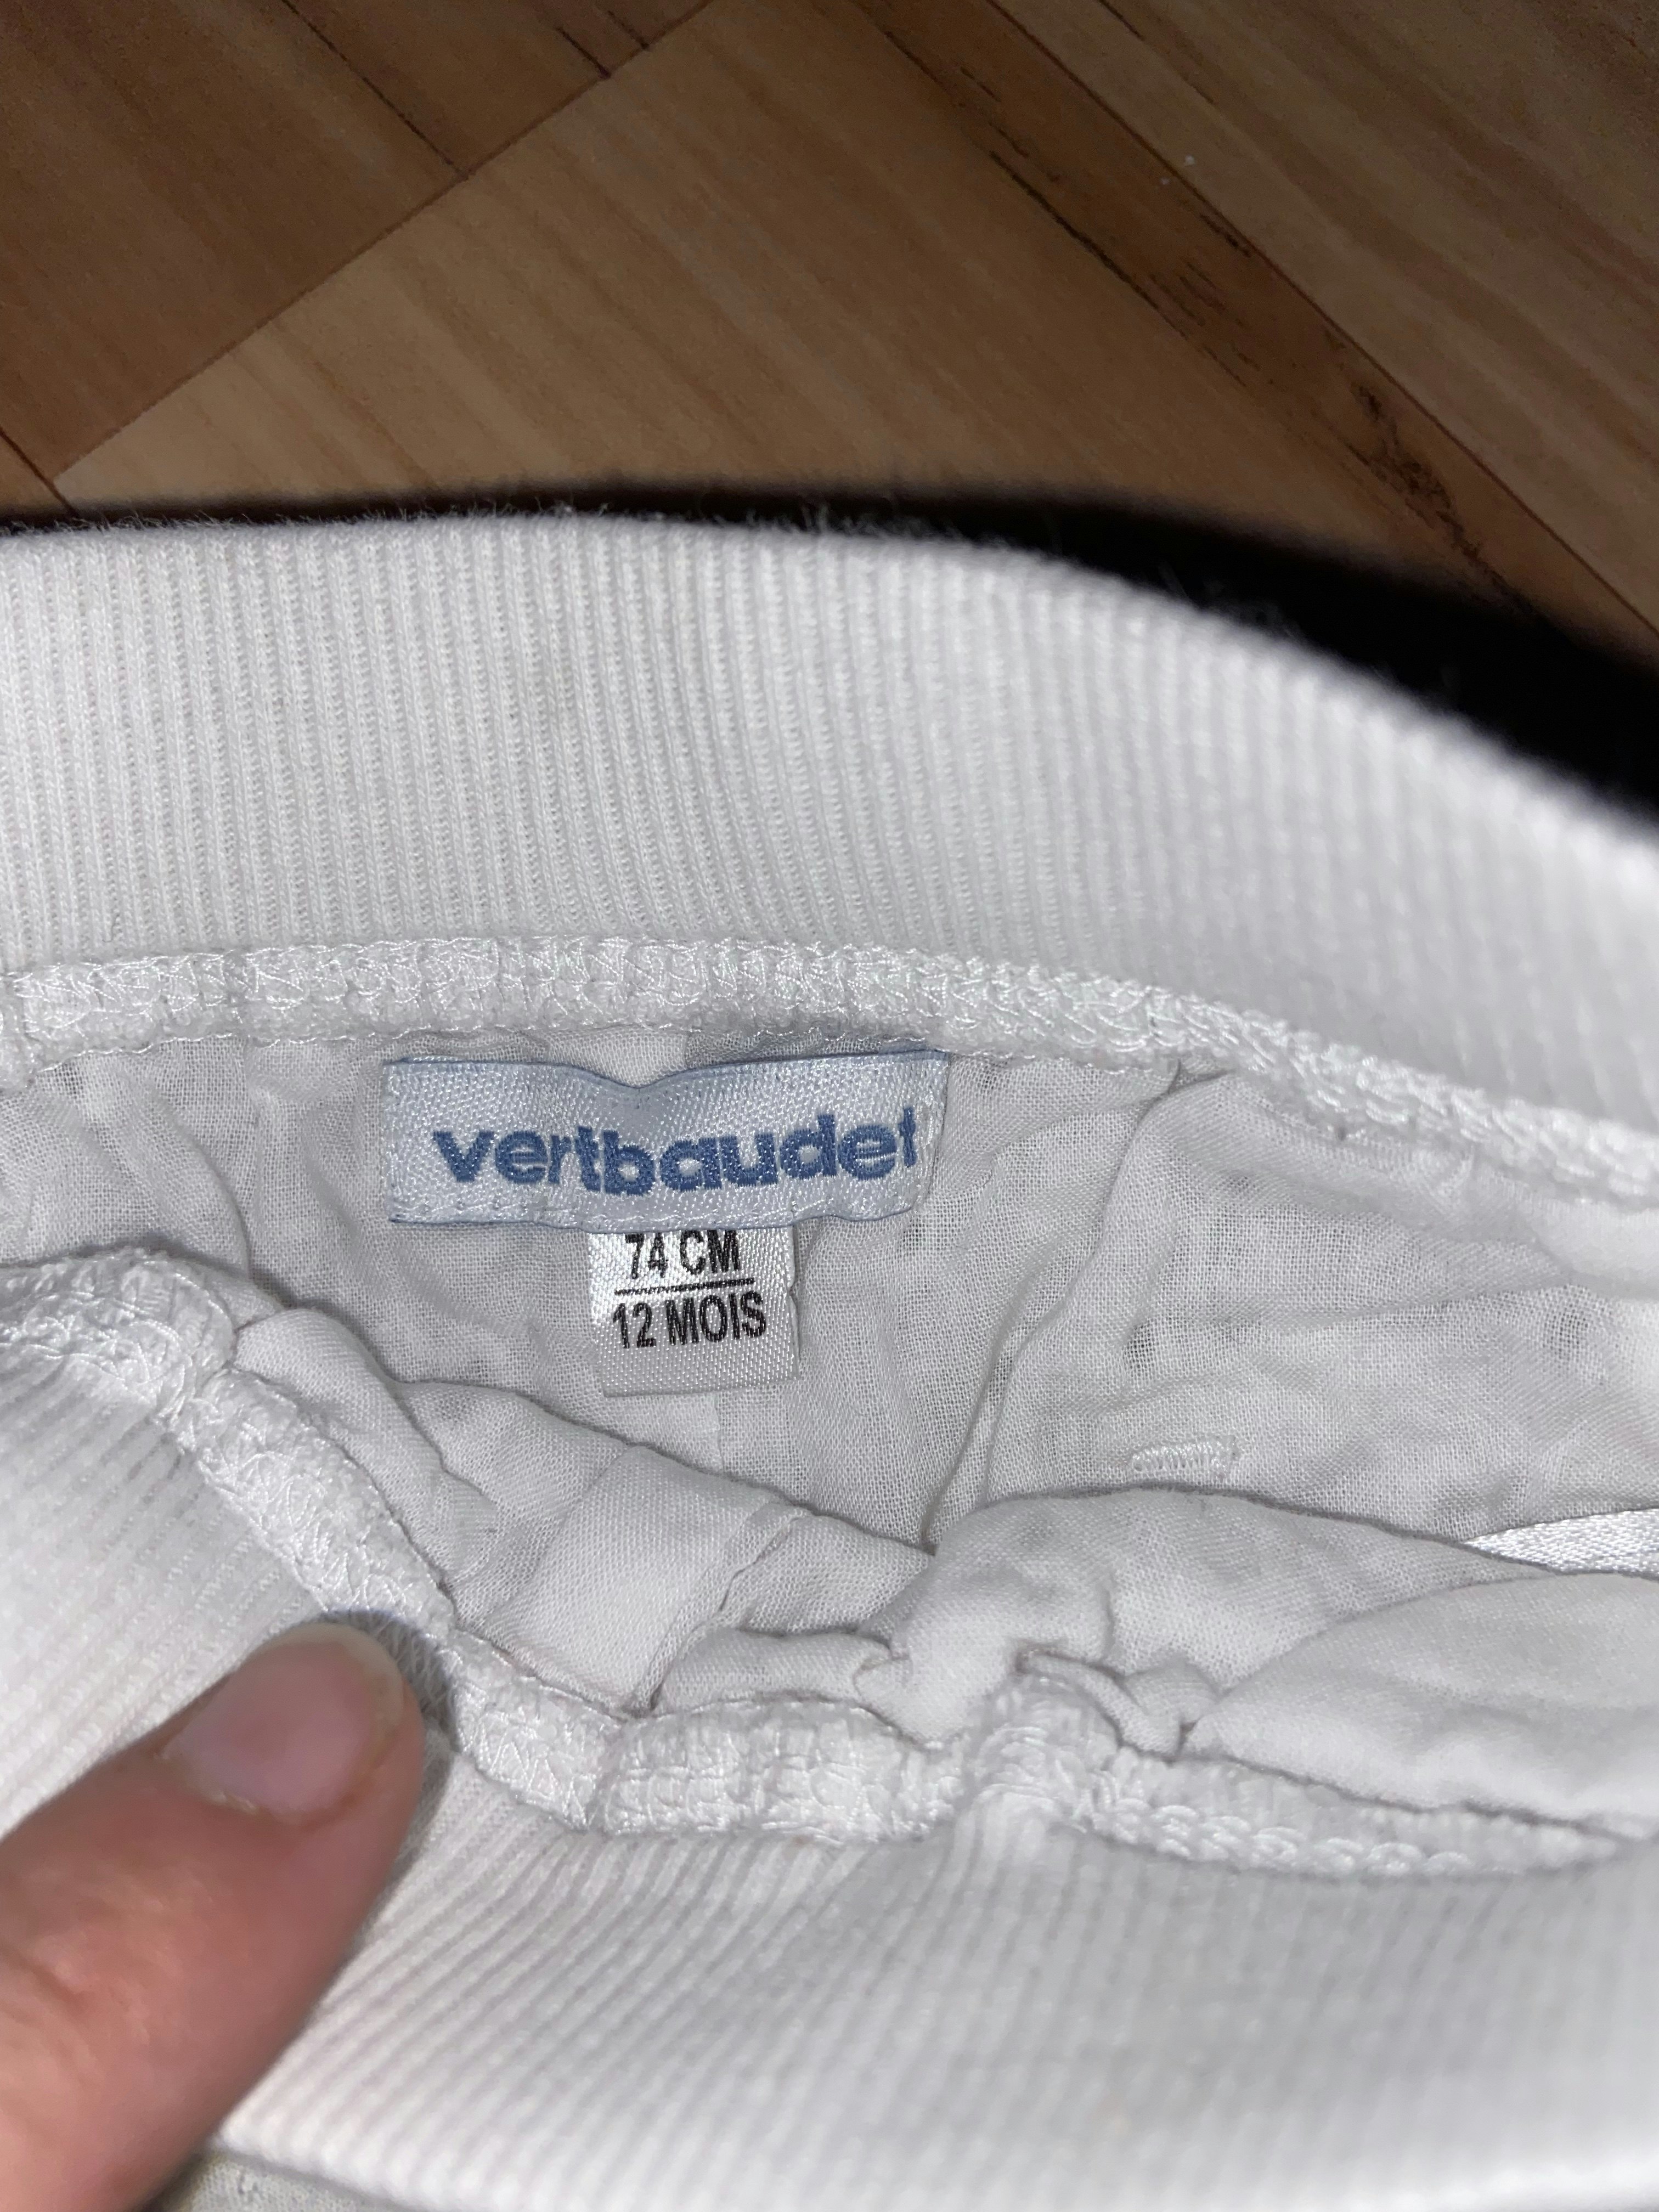 vertbaudet
74 CM
12 MOIS